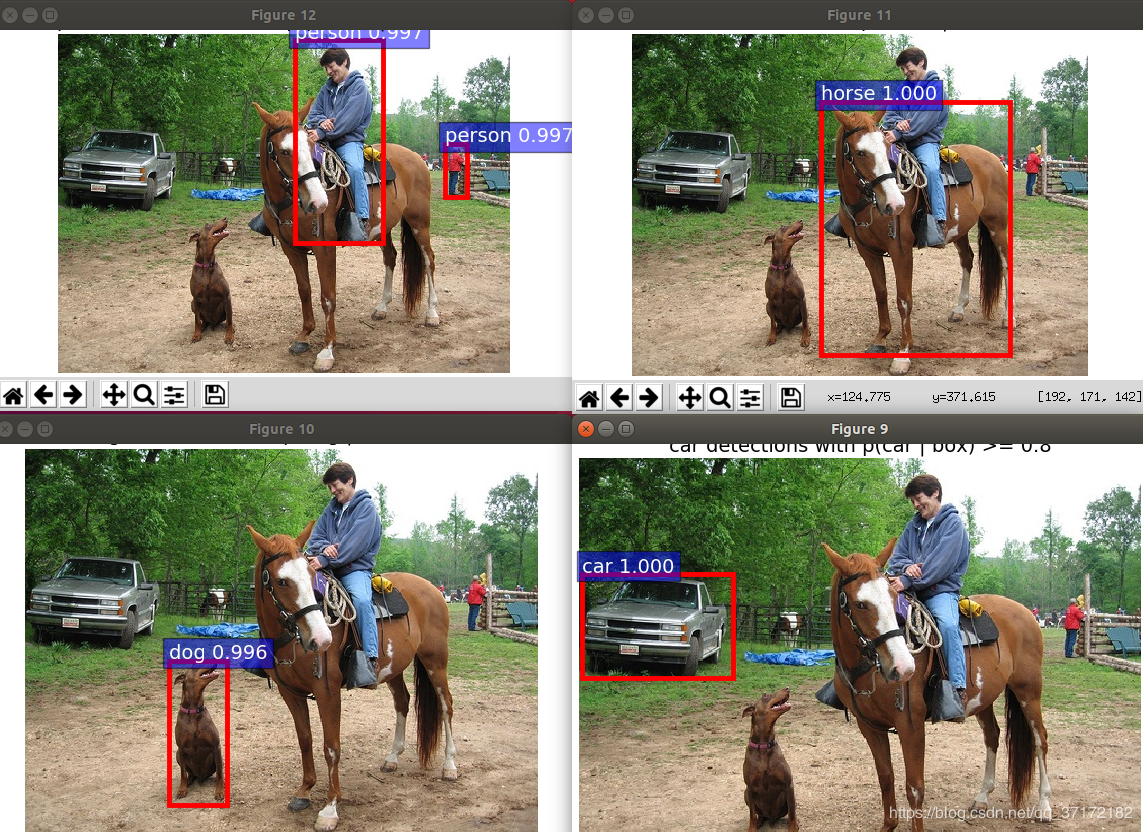 Figure 12
person 0.997
person 0.997
Figure 11
horse 1.000
x=124.775 y=371.615 [192, 171, 142]
Figure 10
dog 0.996
Figure 9
car detections with p(car | box) >= 0.8
car 1.000
https://blog.csdn.net/qq_37172182